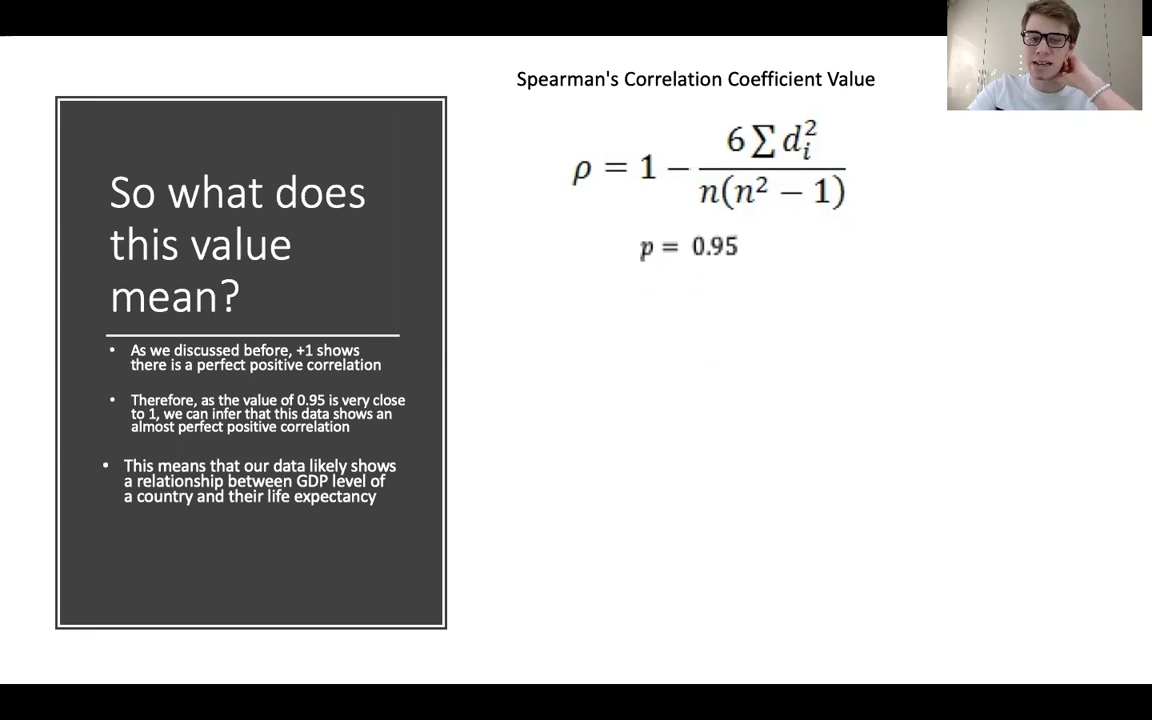 Spearman's Correlation Coefficient Value
ρ = 1 − 6 ∑ d_i^2 / n(n² − 1)
p = 0.95
So what does
this value
mean?
• As we discussed before, +1 shows
there is a perfect positive correlation
• Therefore, as the value of 0.95 is very close
to 1, we can infer that this data shows an
almost perfect positive correlation
• This means that our data likely shows
a relationship between GDP level of
a country and their life expectancy